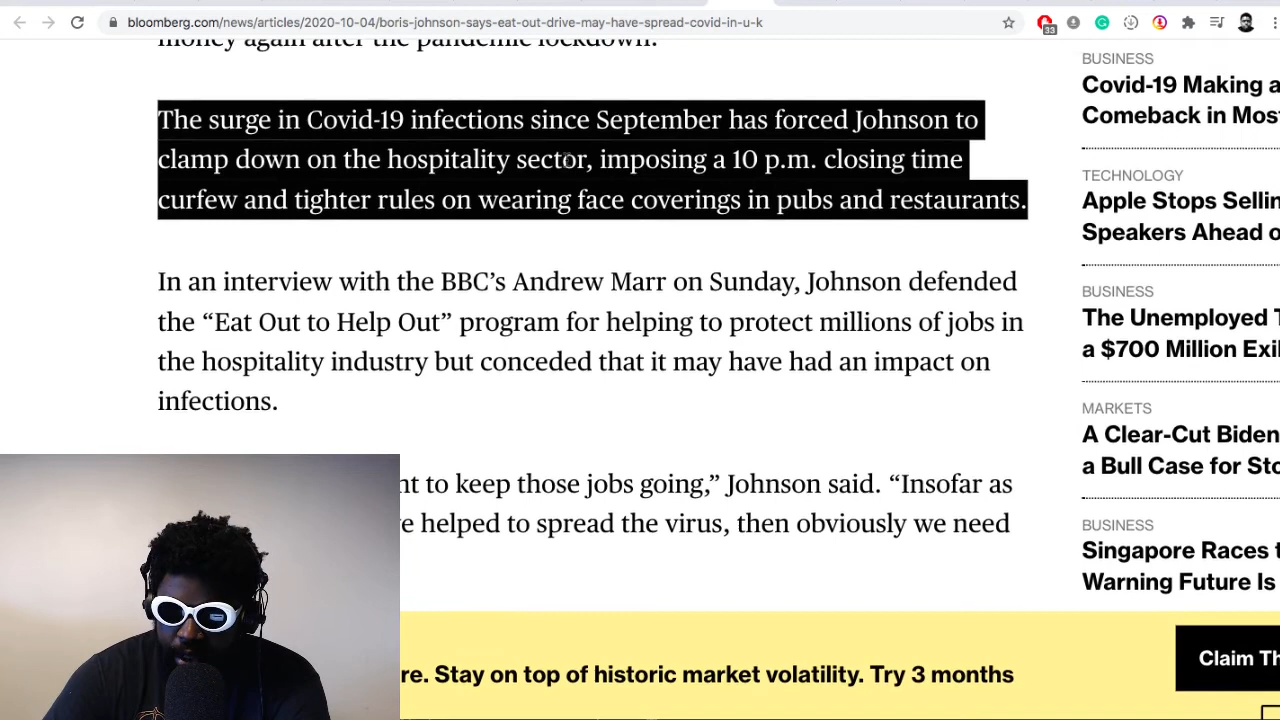 bloomberg.com/news/articles/2020-10-04/boris-johnson-says-eat-out-drive-may-have-spread-covid-in-u-k
33
money again after the pandemic lockdown.
The surge in Covid-19 infections since September has forced Johnson to
clamp down on the hospitality sector, imposing a 10 p.m. closing time
curfew and tighter rules on wearing face coverings in pubs and restaurants.
In an interview with the BBC’s Andrew Marr on Sunday, Johnson defended
the “Eat Out to Help Out” program for helping to protect millions of jobs in
the hospitality industry but conceded that it may have had an impact on
infections.
nt to keep those jobs going,” Johnson said. “Insofar as
e helped to spread the virus, then obviously we need
re. Stay on top of historic market volatility. Try 3 months
Claim Th
BUSINESS
Covid-19 Making a
Comeback in Mos
TECHNOLOGY
Apple Stops Sellin
Speakers Ahead o
BUSINESS
The Unemployed T
a $700 Million Exi
MARKETS
A Clear-Cut Biden
a Bull Case for Sto
BUSINESS
Singapore Races t
Warning Future Is